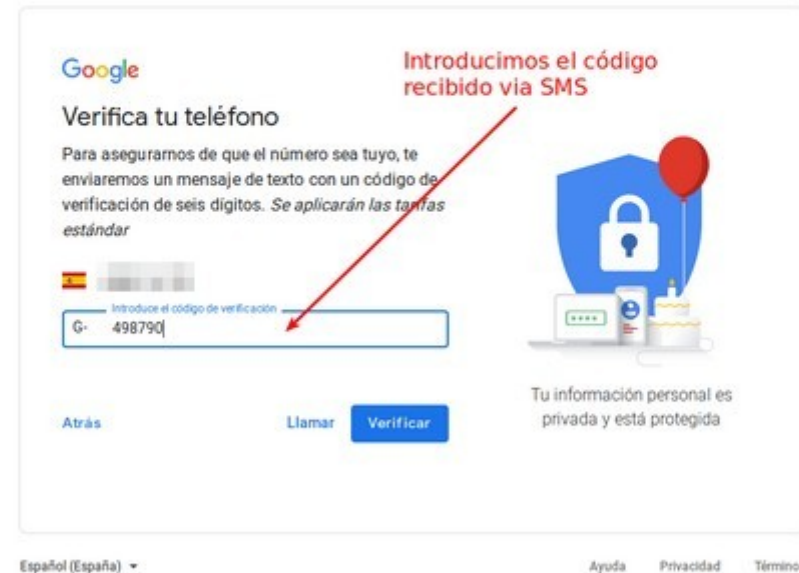 Google
Introducimos el código
recibido via SMS
Verifica tu teléfono
Para asegurarnos de que el número sea tuyo, te
enviaremos un mensaje de texto con un código de
verificación de seis dígitos. Se aplicarán las tarifas
estándar
Introduce el código de verificación
G- 498790
Atrás Llamar Verificar
Tu información personal es
privada y está protegida
Español (España) Ayuda Privacidad Término